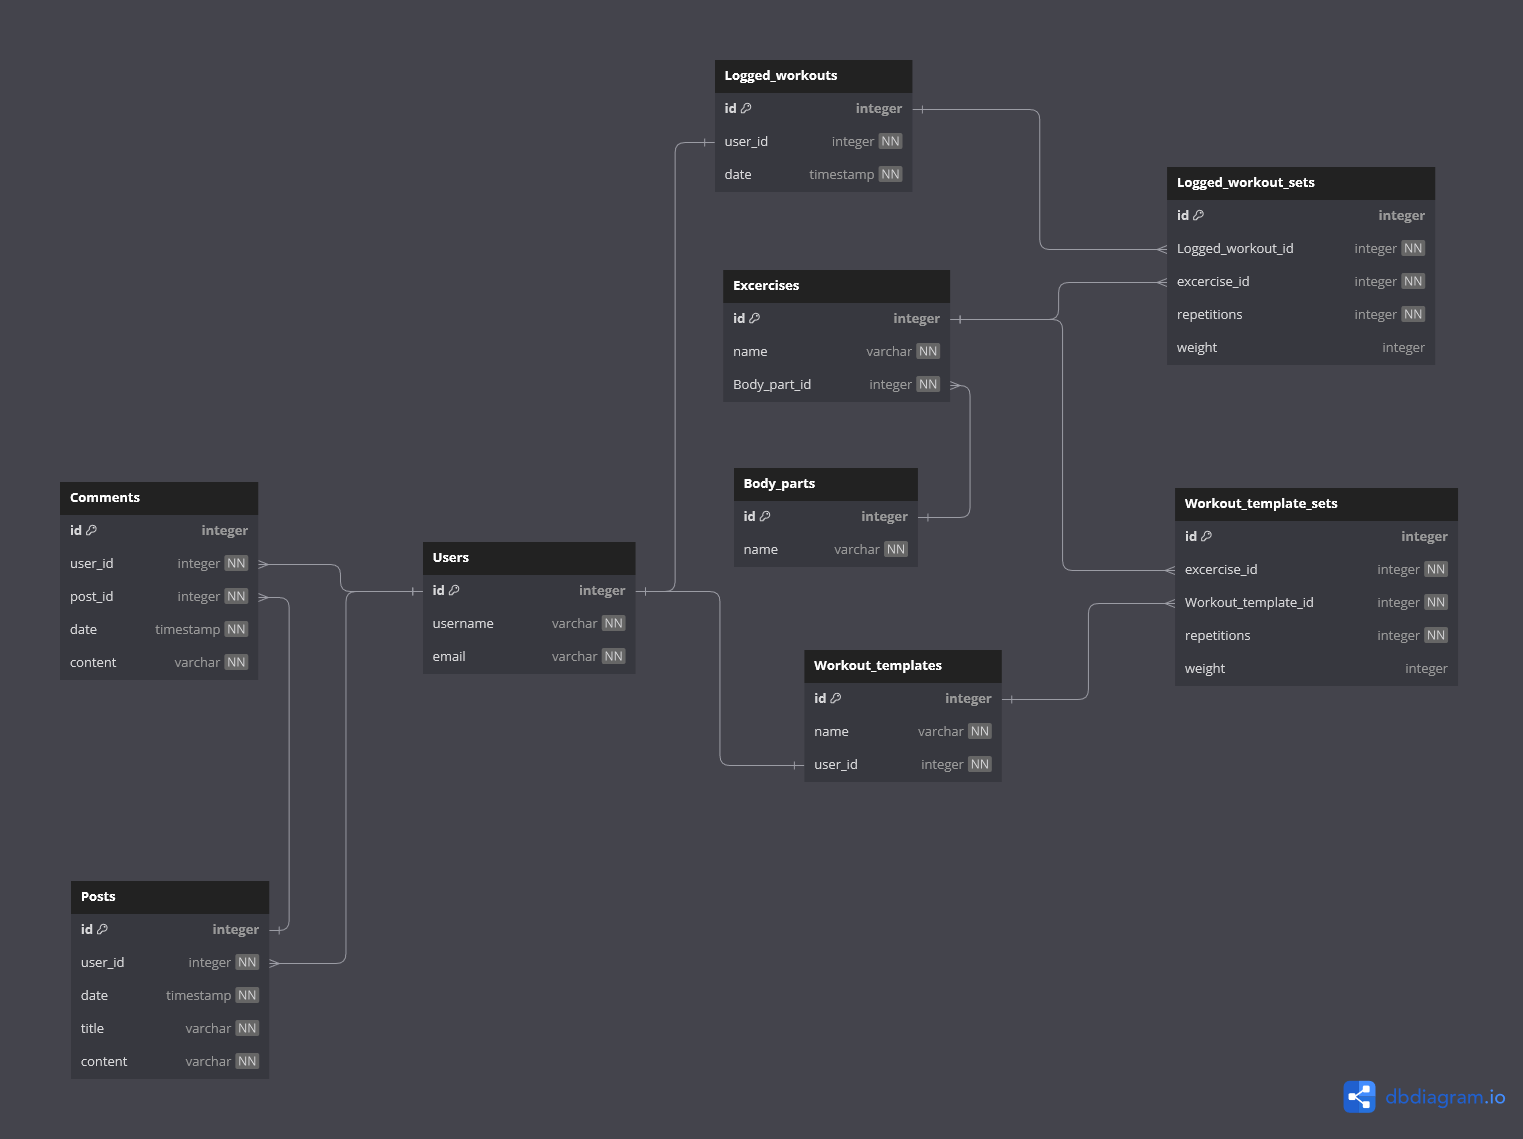 Logged_workouts
id integer
user_id integer NN
date timestamp NN
Logged_workout_sets
id integer
Logged_workout_id integer NN
excercise_id integer NN
repetitions integer NN
weight integer
Excercises
id integer
name varchar NN
Body_part_id integer NN
Body_parts
id integer
name varchar NN
Comments
id integer
user_id integer NN
post_id integer NN
date timestamp NN
content varchar NN
Users
id integer
username varchar NN
email varchar NN
Workout_template_sets
id integer
excercise_id integer NN
Workout_template_id integer NN
repetitions integer NN
weight integer
Workout_templates
id integer
name varchar NN
user_id integer NN
Posts
id integer
user_id integer NN
date timestamp NN
title varchar NN
content varchar NN
dbdiagram.io